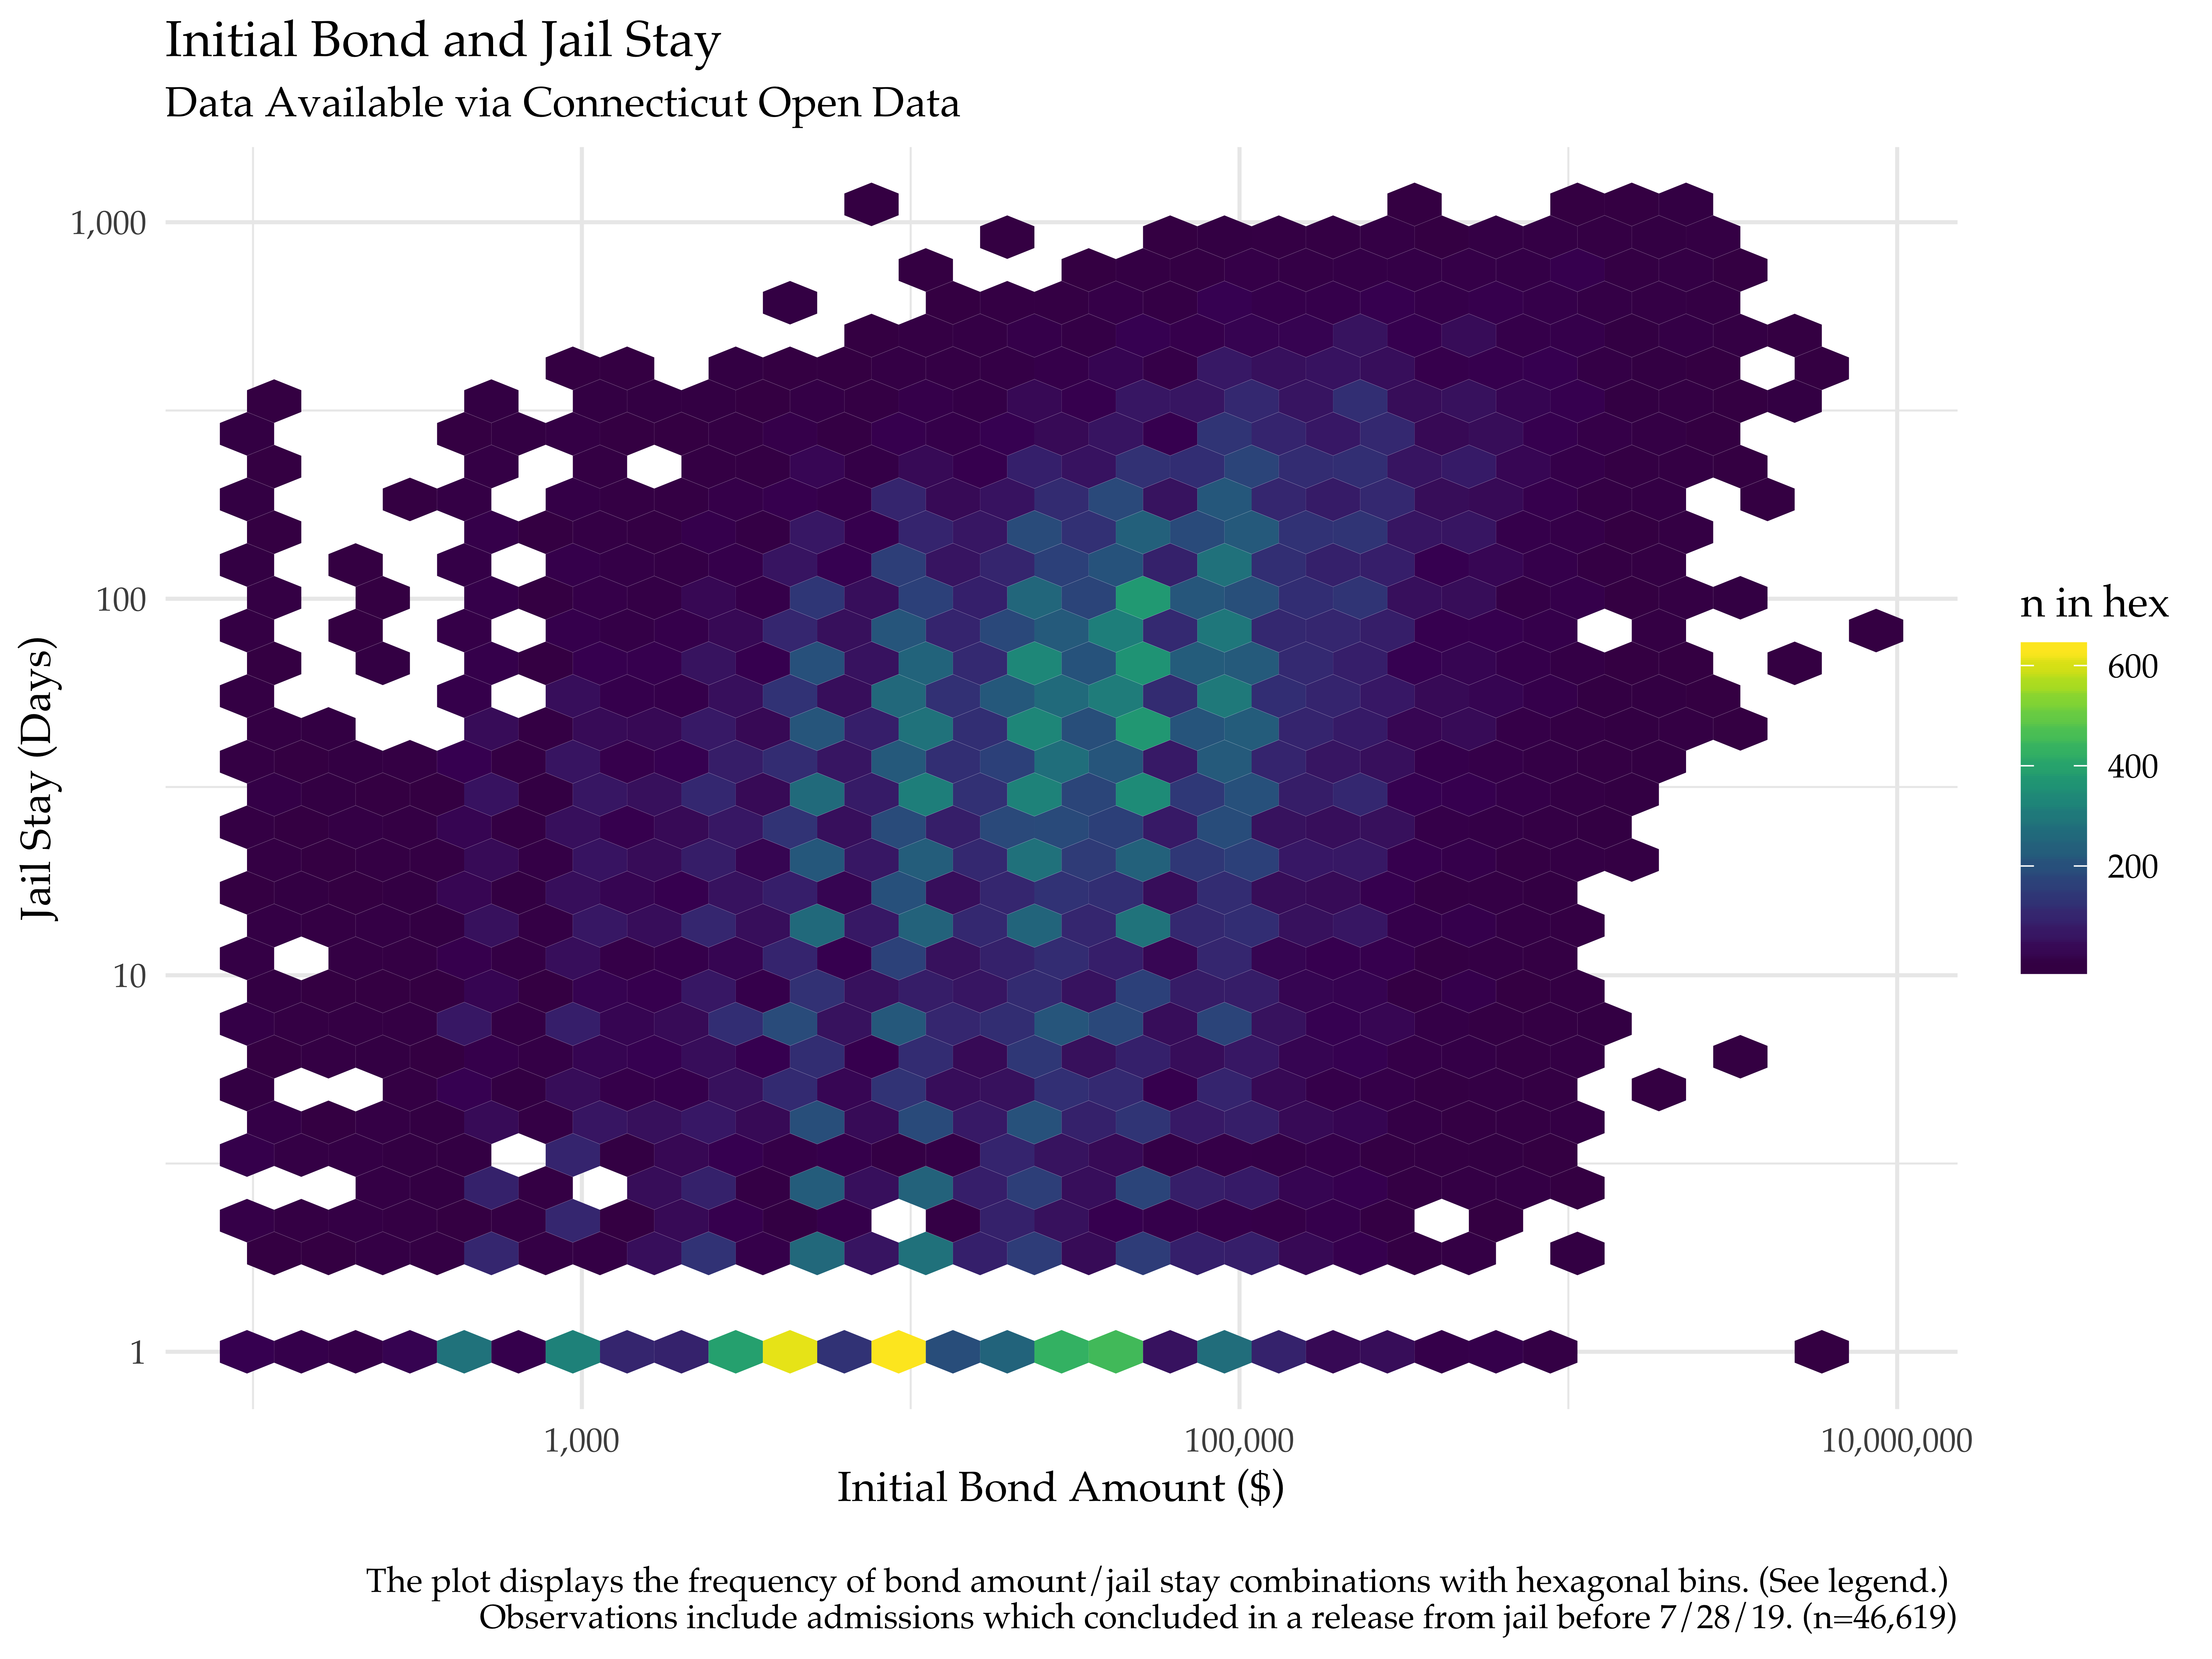 Initial Bond and Jail Stay
Data Available via Connecticut Open Data
1,000
100
10
1
Jail Stay (Days)
1,000
100,000
10,000,000
Initial Bond Amount ($)
n in hex
600
400
200
The plot displays the frequency of bond amount/jail stay combinations with hexagonal bins. (See legend.)
Observations include admissions which concluded in a release from jail before 7/28/19. (n=46,619)